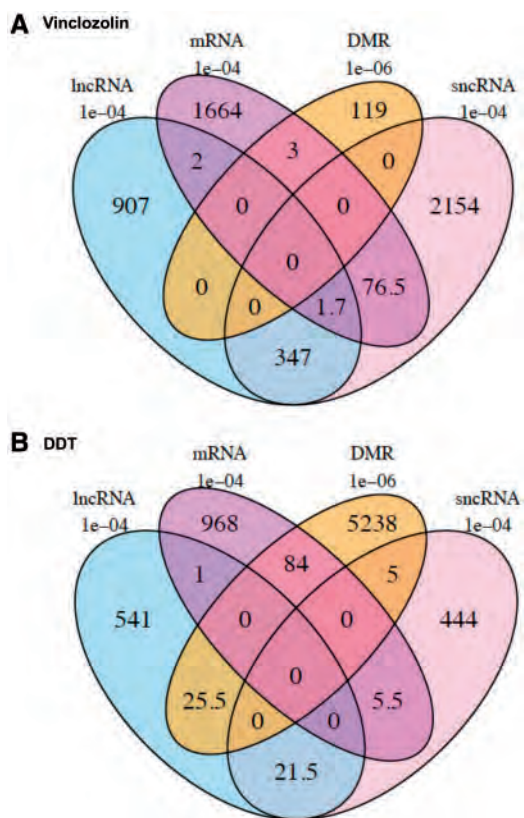 A Vinclozolin
mRNA DMR
1e−04 1e−06
lncRNA sncRNA
1e−04 1e−04
1664 119
2 3 0
907 0 0 2154
0
0 0 1.7 76.5
347
B DDT
mRNA DMR
1e−04 1e−06
lncRNA sncRNA
1e−04 1e−04
968 5238
1 84 5
541 0 0 444
0
25.5 0 0 5.5
21.5